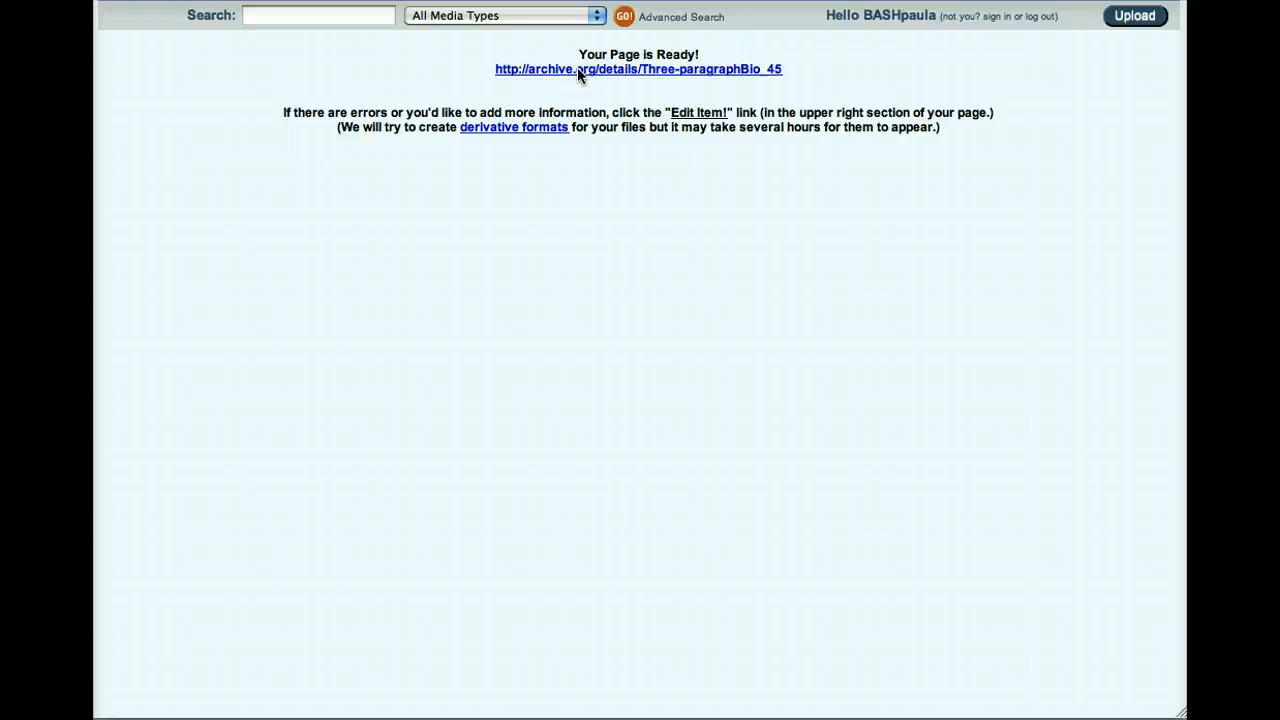 Search: All Media Types GO! Advanced Search Hello BASHpaula (not you? sign in or log out) Upload
Your Page is Ready!
http://archive.org/details/Three-paragraphBio_45
If there are errors or you'd like to add more information, click the "Edit Item!" link (in the upper right section of your page.)
(We will try to create derivative formats for your files but it may take several hours for them to appear.)